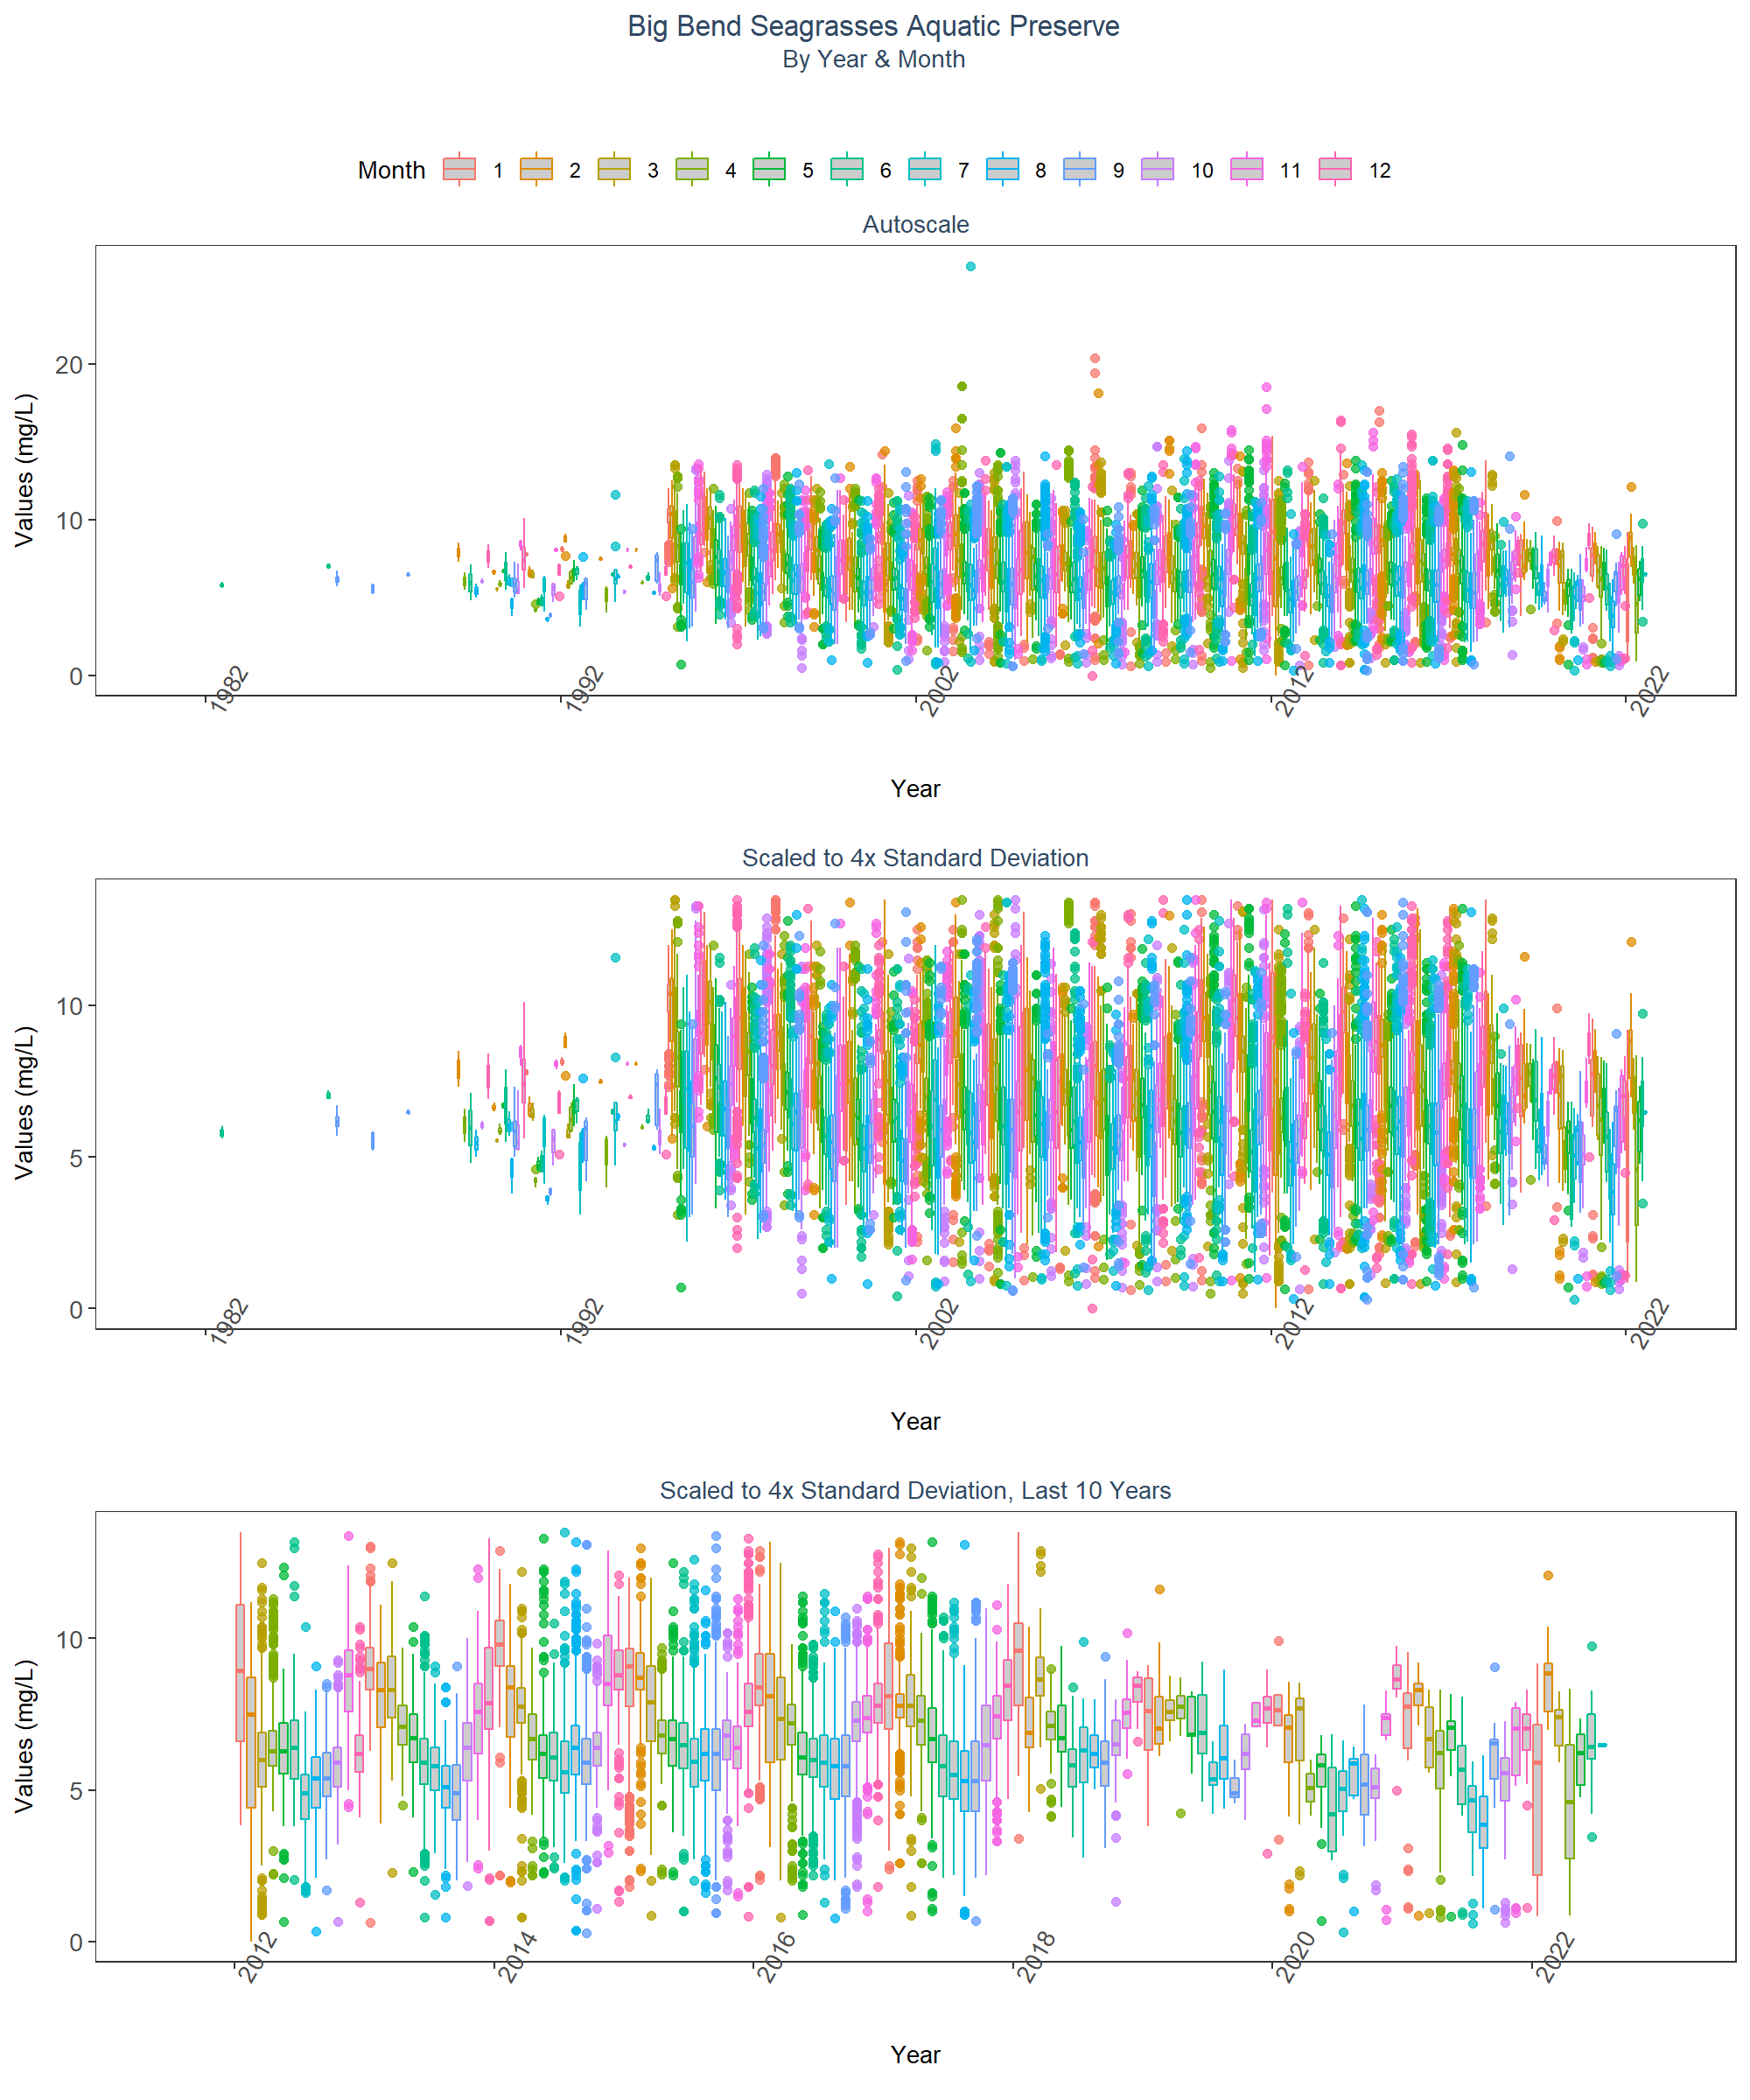 Big Bend Seagrasses Aquatic Preserve
By Year & Month
Month 1 2 3 4 5 6 7 8 9 10 11 12
Autoscale
Values (mg/L)
20
10
0
1982 1992 2002 2012 2022
Year
Scaled to 4x Standard Deviation
Values (mg/L)
10
5
0
1982 1992 2002 2012 2022
Year
Scaled to 4x Standard Deviation, Last 10 Years
Values (mg/L)
10
5
0
2012 2014 2016 2018 2020 2022
Year